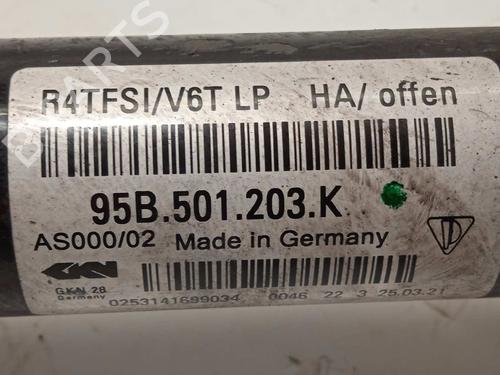 R4TFSI/V6T LP HA/ offen
95B.501.203.K
AS000/02 Made in Germany
GKN
GKN 28
Germany
0253141699034 0046 22 3 25.03.21